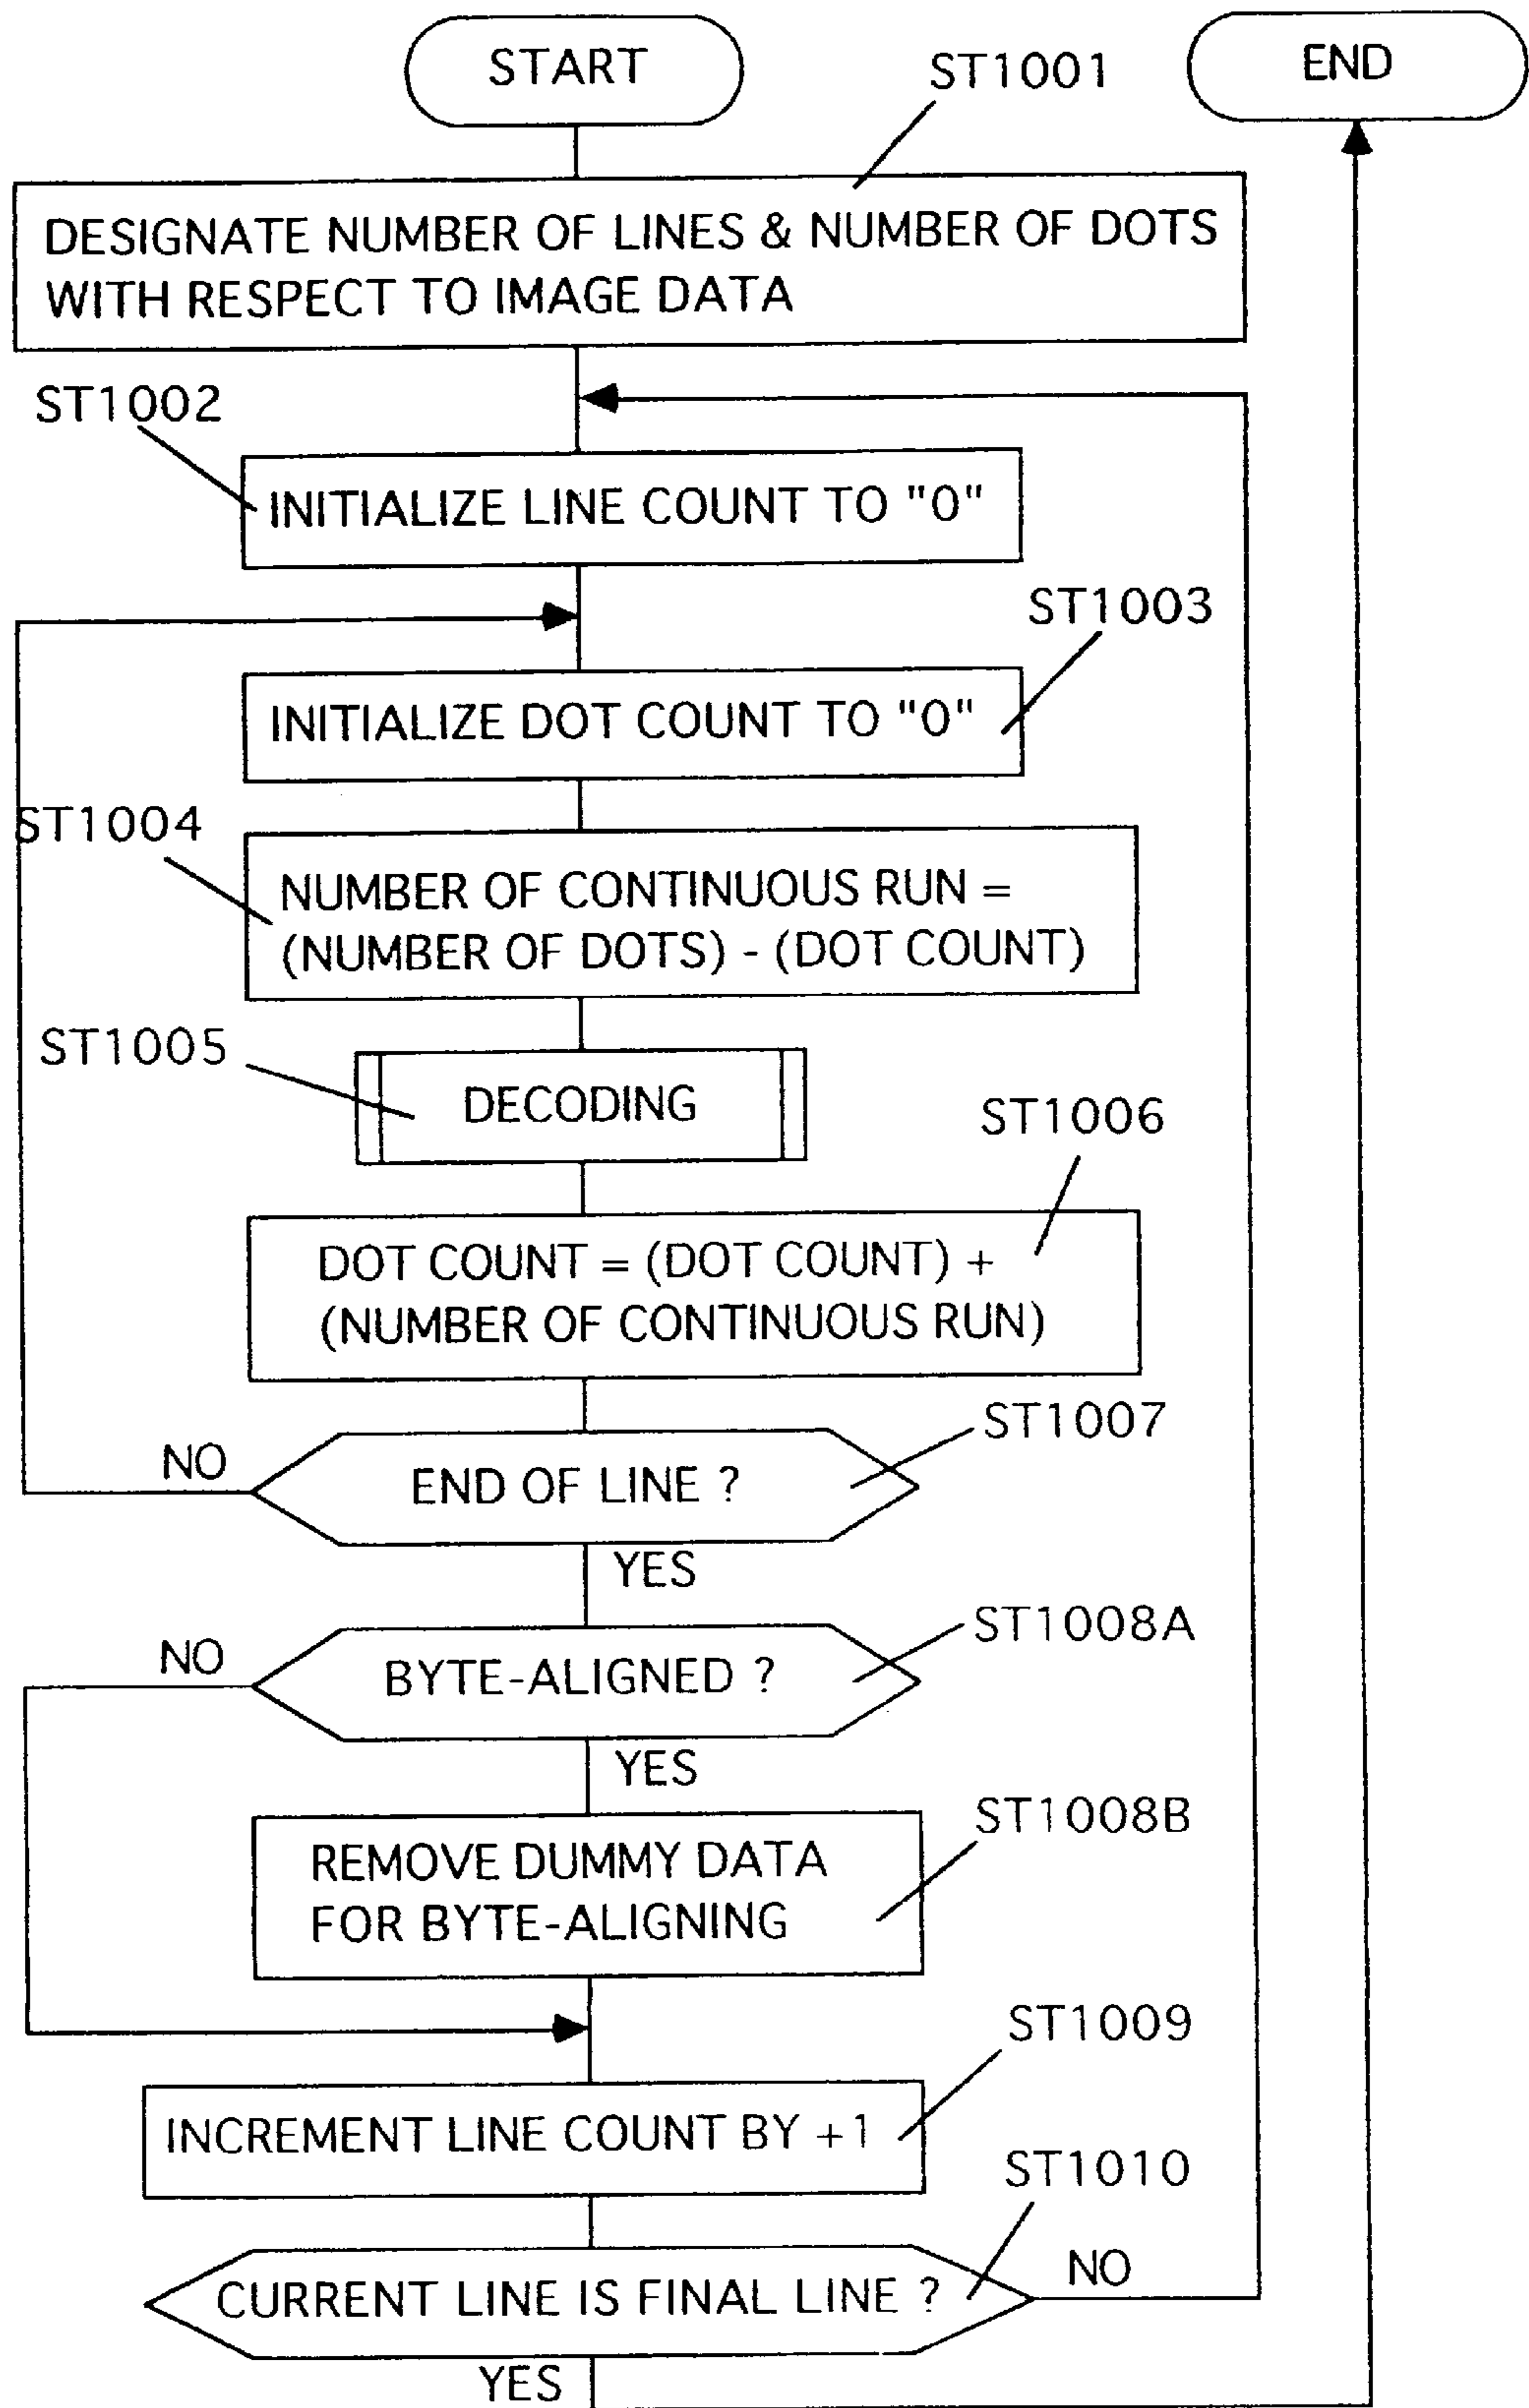 START
END
ST1001
DESIGNATE NUMBER OF LINES & NUMBER OF DOTS
WITH RESPECT TO IMAGE DATA
ST1002
INITIALIZE LINE COUNT TO "0"
ST1003
INITIALIZE DOT COUNT TO "0"
ST1004
NUMBER OF CONTINUOUS RUN =
(NUMBER OF DOTS) - (DOT COUNT)
ST1005
DECODING
ST1006
DOT COUNT = (DOT COUNT) +
(NUMBER OF CONTINUOUS RUN)
ST1007
NO
END OF LINE ?
YES
ST1008A
NO
BYTE-ALIGNED ?
YES
ST1008B
REMOVE DUMMY DATA
FOR BYTE-ALIGNING
ST1009
INCREMENT LINE COUNT BY +1
ST1010
CURRENT LINE IS FINAL LINE ?
NO
YES